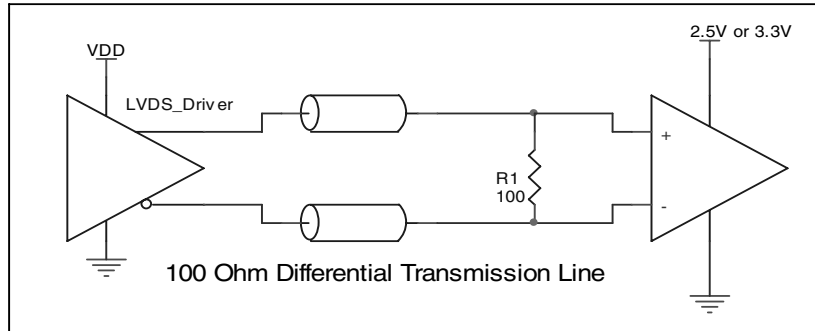 VDD
2.5V or 3.3V
LVDS_Driver
+
R1
100
-
100 Ohm Differential Transmission Line